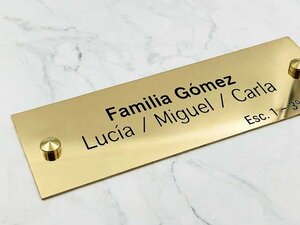 Familia Gómez
Lucía / Miguel / Carla
Esc. 1 -